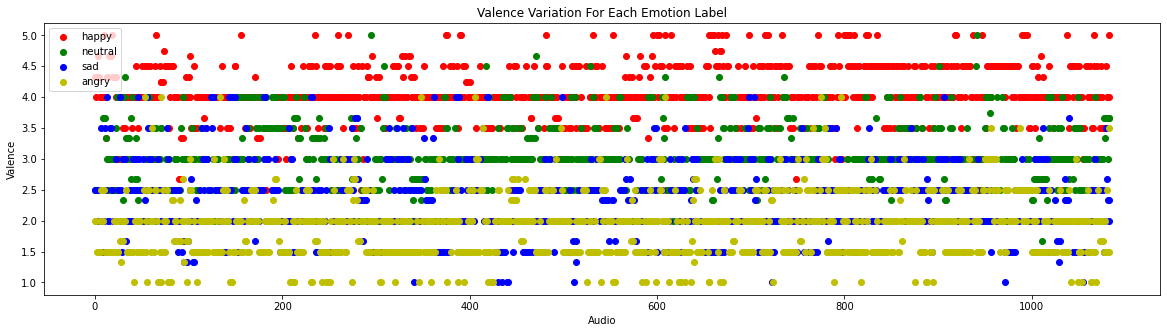 Valence Variation For Each Emotion Label
happy
neutral
sad
angry
Valence
5.0
4.5
4.0
3.5
3.0
2.5
2.0
1.5
1.0
0 200 400 600 800 1000
Audio